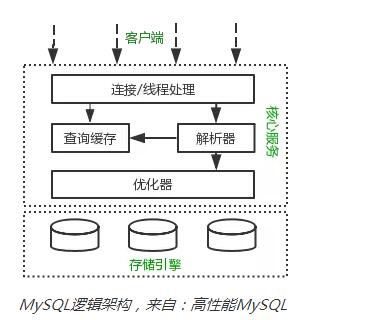 客户端
连接/线程处理
查询缓存
解析器
核心服务
优化器
存储引擎
MySQL逻辑架构，来自：高性能MySQL